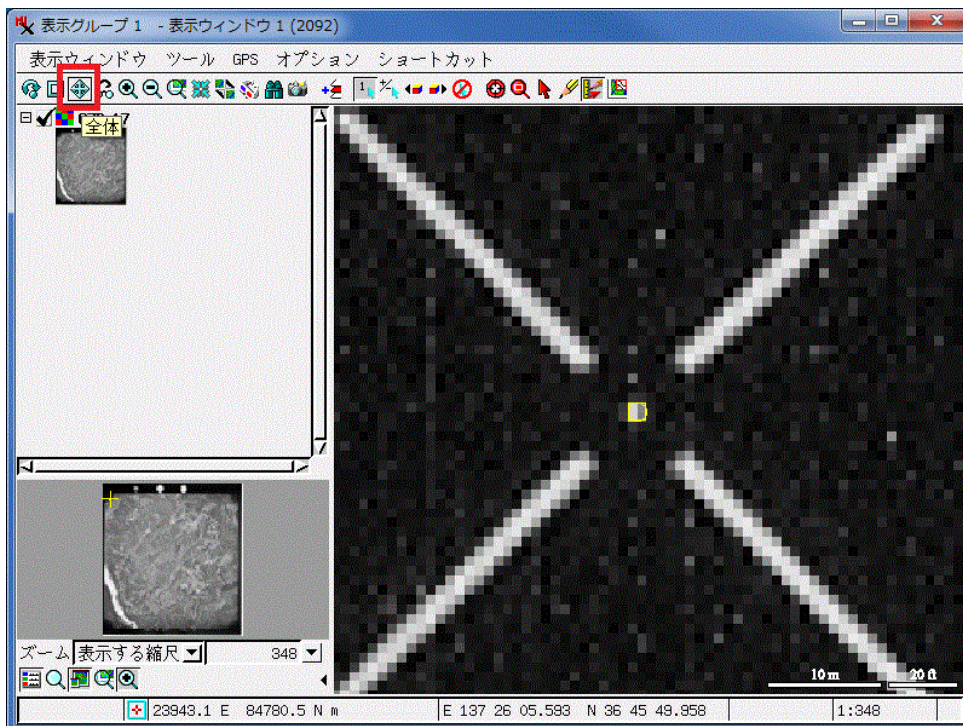 表示グループ 1 - 表示ウィンドウ 1 (2092)
表示ウィンドウ ツール GPS オプション ショートカット
全体
ズーム 表示する縮尺 348
10 m 20 ft
23943.1 E 84780.5 N m E 137 26 05.593 N 36 45 49.958 1:348